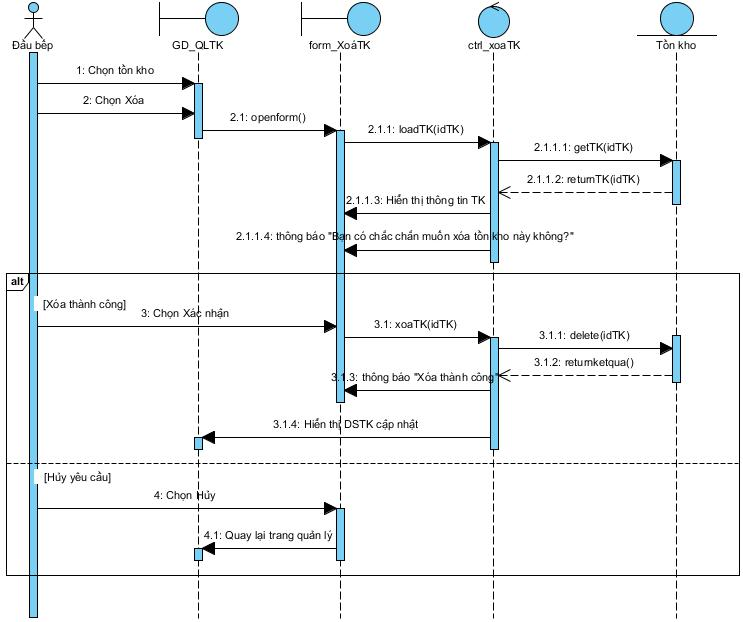 Đầu bếp
GD_QLTK
form_XoáTK
ctrl_xoaTK
Tồn kho
1: Chọn tồn kho
2: Chọn Xóa
2.1: openform()
2.1.1: loadTK(idTK)
2.1.1.1: getTK(idTK)
2.1.1.2: returnTK(idTK)
2.1.1.3: Hiển thị thông tin TK
2.1.1.4: thông báo "Bạn có chắc chắn muốn xóa tồn kho này không?"
alt
[Xóa thành công]
3: Chọn Xác nhận
3.1: xoaTK(idTK)
3.1.1: delete(idTK)
3.1.2: returnketqua()
3.1.3: thông báo "Xóa thành công"
3.1.4: Hiển thị DSTK cập nhật
[Hủy yêu cầu]
4: Chọn Hủy
4.1: Quay lại trang quản lý